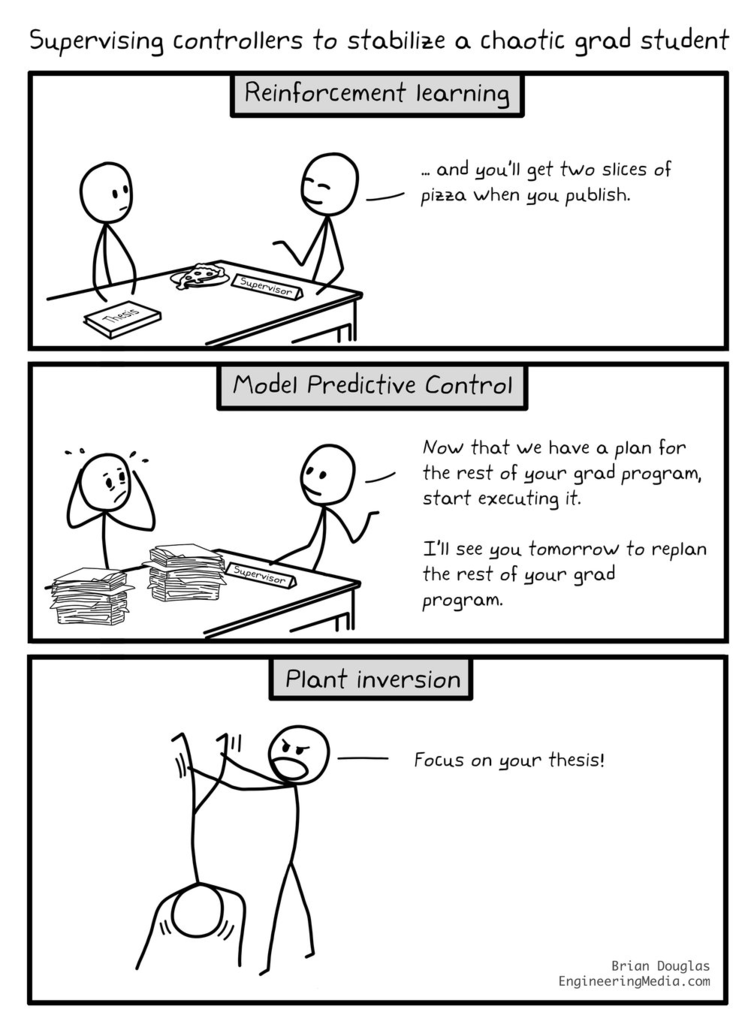 Supervising controllers to stabilize a chaotic grad student
Reinforcement learning
... and you'll get two slices of
pizza when you publish.
Supervisor
Thesis
Model Predictive Control
Now that we have a plan for
the rest of your grad program,
start executing it.
I'll see you tomorrow to replan
the rest of your grad
program.
Supervisor
Plant inversion
Focus on your thesis!
Brian Douglas
EngineeringMedia.com